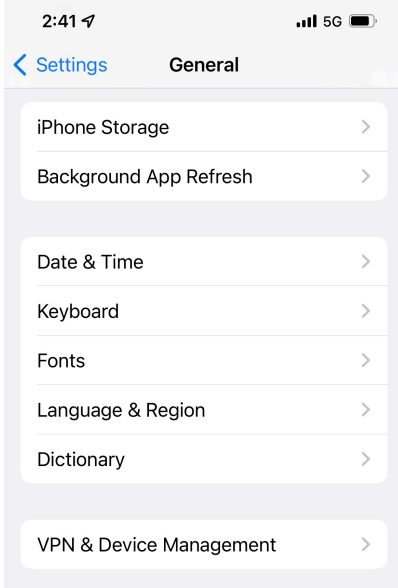 2:41 5G
Settings General
iPhone Storage
Background App Refresh
Date & Time
Keyboard
Fonts
Language & Region
Dictionary
VPN & Device Management